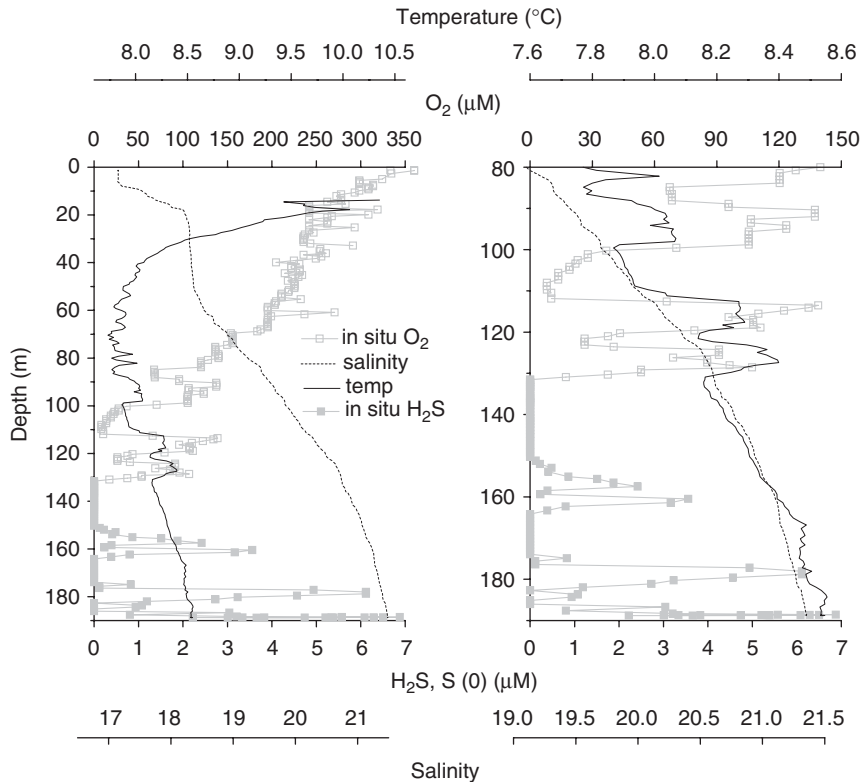 Temperature (°C)
8.0 8.5 9.2 9.6 10.0 10.5
7.6 7.8 8.0 8.2 8.4 8.6
O₂ (μM)
0 50 100 150 200 250 300 350
0 30 60 90 120 150
0
20
40
60
80
100
120
140
160
180
Depth (m)
in situ O₂
salinity
temp
in situ H₂S
80
100
120
130
160
180
0 1 2 3 4 5 6 7
0 1 2 3 4 5 6 7
H₂S, S (0) (μM)
17 18 19 20 21
19.0 19.5 20.0 20.5 21.0 21.5
Salinity